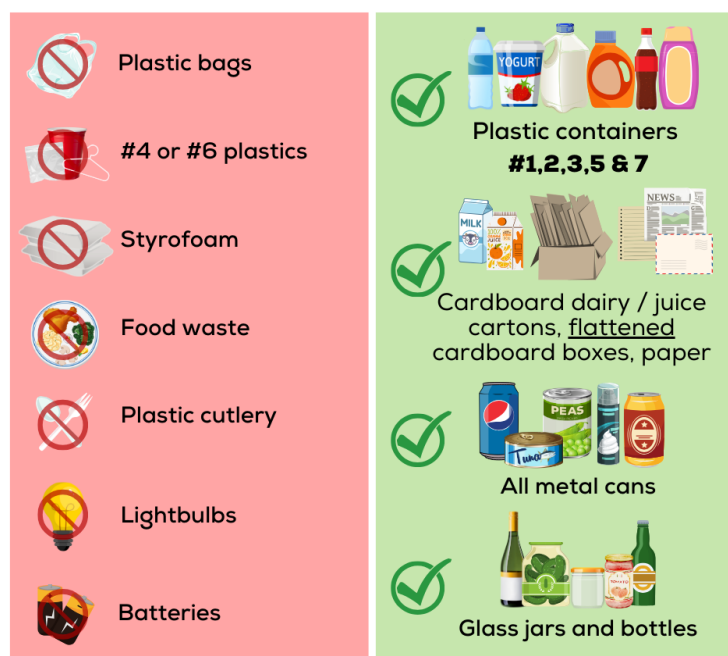 Plastic bags
#4 or #6 plastics
Styrofoam
Food waste
Plastic cutlery
Lightbulbs
Batteries
YOGURT
Plastic containers
#1,2,3,5 & 7
MILK
NEWS
Cardboard dairy / juice
cartons, flattened
cardboard boxes, paper
PEAS
Tuna
All metal cans
Glass jars and bottles